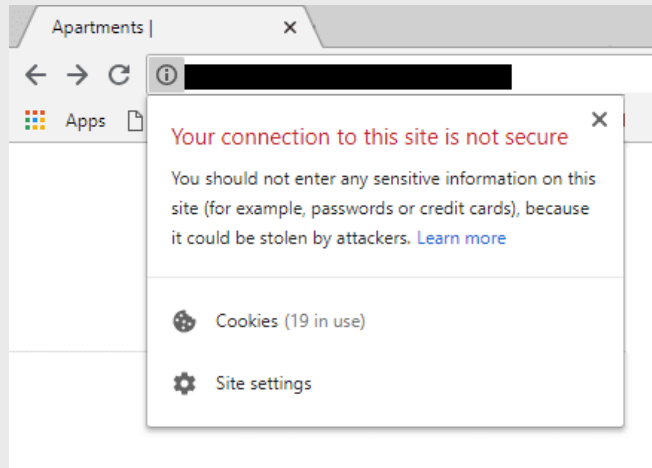 Apartments |
Apps
Your connection to this site is not secure
You should not enter any sensitive information on this
site (for example, passwords or credit cards), because
it could be stolen by attackers. Learn more
Cookies (19 in use)
Site settings